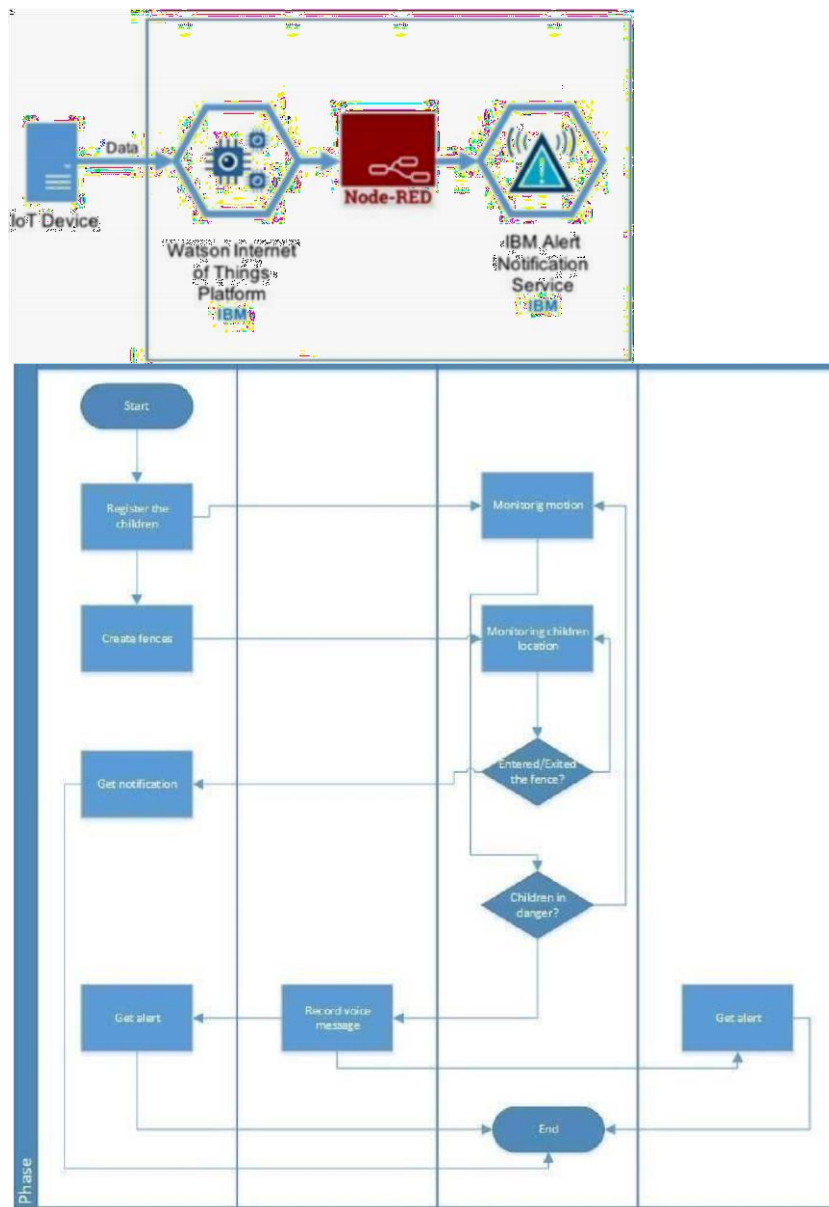 Data
IoT Device
Node-RED
Watson Internet
of Things
Platform
IBM
IBM Alert
Notification
Service
IBM
Start
Register the
children
Monitorig motion
Create fences
Monitoring children
location
Get notification
Entered/Exited
the fence?
Children in
danger?
Get alert
Record voice
message
Get alert
End
Phase